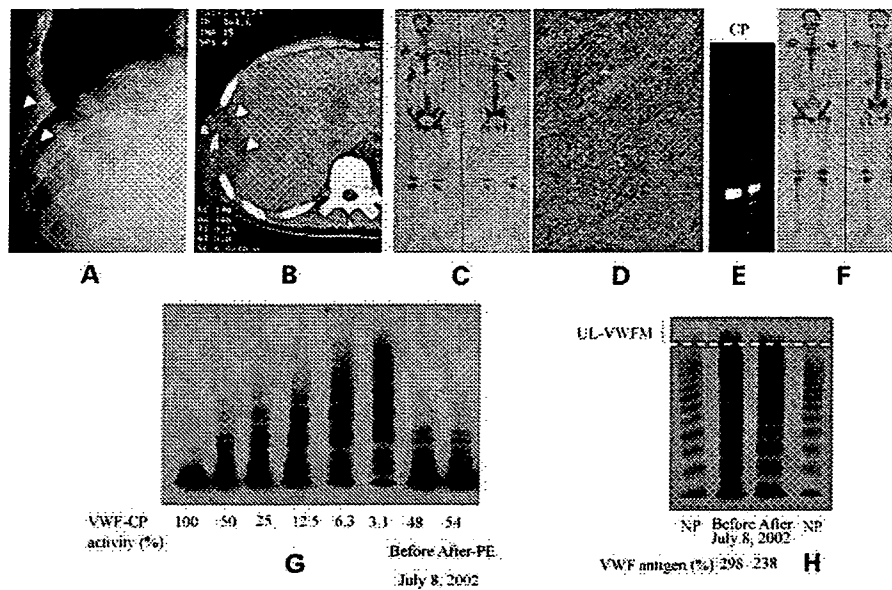 CP
A
B
C
D
E
F
UL-VWFM
VWF-CP activity (%)
100 50 25 12.5 6.3 3.1 48 54
Before After-PE
July 8, 2002
G
NP Before After NP
July 8, 2002
VWF antigen (%) 298 238
H